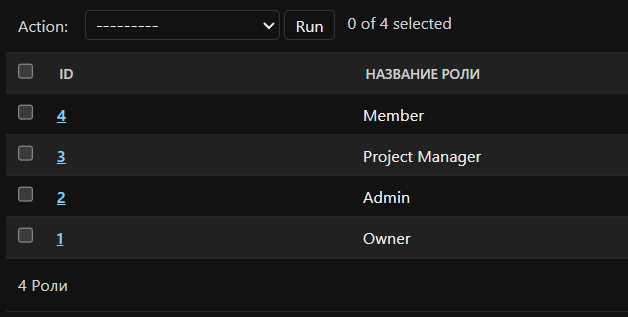 Action: --------- Run 0 of 4 selected
ID НАЗВАНИЕ РОЛИ
4 Member
3 Project Manager
2 Admin
1 Owner
4 Роли